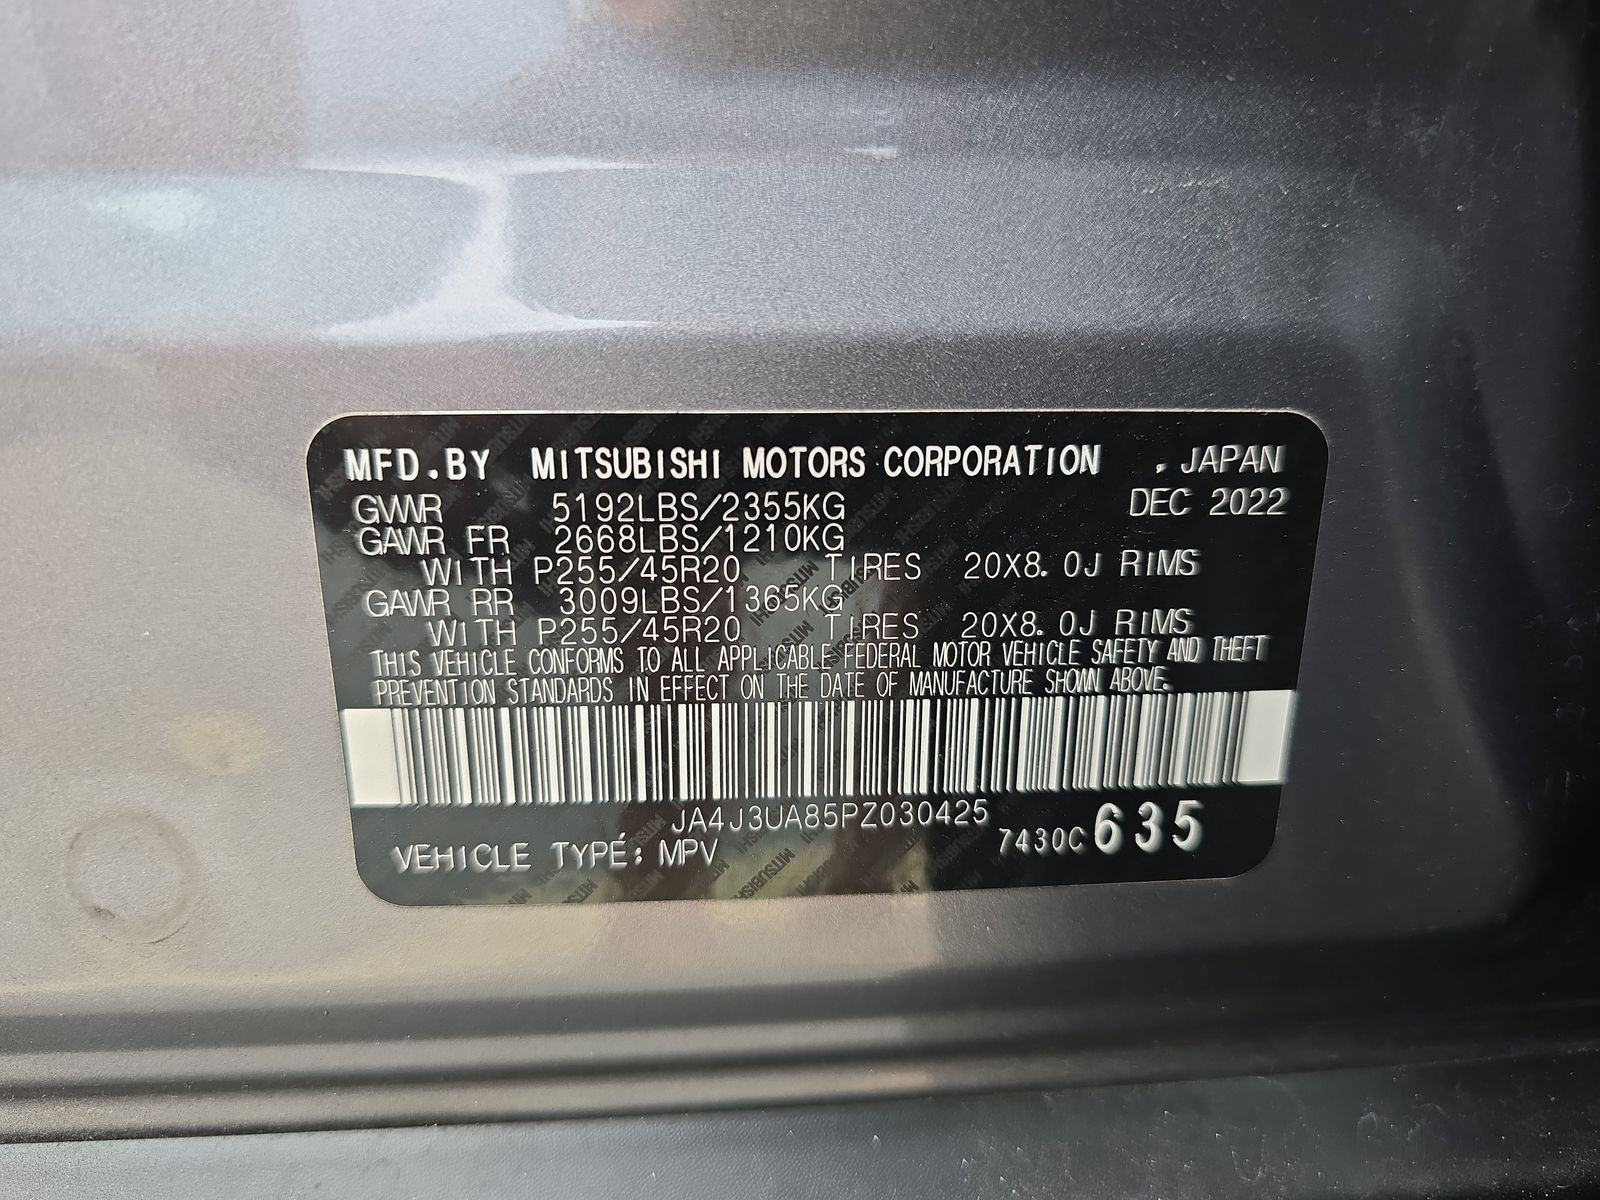 MFD.BY MITSUBISHI MOTORS CORPORATION , JAPAN
GVWR 5192LBS/2355KG DEC 2022
GAWR FR 2668LBS/1210KG
WITH P255/45R20 TIRES 20X8.0J RIMS
GAWR RR 3009LBS/1365KG
WITH P255/45R20 TIRES 20X8.0J RIMS
THIS VEHICLE CONFORMS TO ALL APPLICABLE FEDERAL MOTOR VEHICLE SAFETY AND THEFT
PREVENTION STANDARDS IN EFFECT ON THE DATE OF MANUFACTURE SHOWN ABOVE.
JA4J3UA85PZ030425
VEHICLE TYPE: MPV 7430C 635